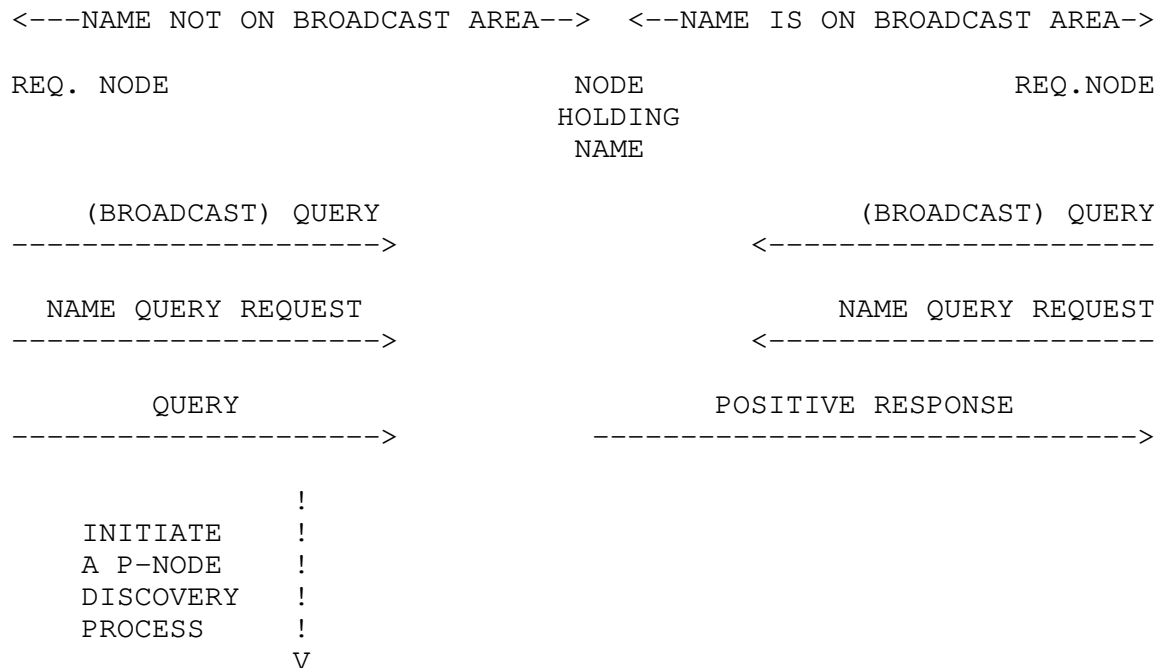 <---NAME NOT ON BROADCAST AREA--> <--NAME IS ON BROADCAST AREA->
REQ. NODE NODE REQ.NODE
HOLDING
NAME
(BROADCAST) QUERY (BROADCAST) QUERY
---------------------> <----------------------
NAME QUERY REQUEST NAME QUERY REQUEST
---------------------> <----------------------
QUERY POSITIVE RESPONSE
---------------------> ------------------------------->
!
INITIATE !
A P-NODE !
DISCOVERY !
PROCESS !
V